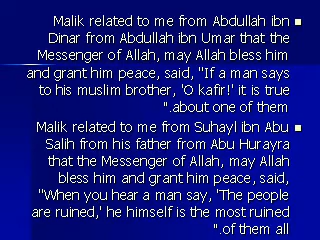 Malik related to me from Abdullah ibn
Dinar from Abdullah ibn Umar that the
Messenger of Allah, may Allah bless him
and grant him peace, said, "If a man says
to his muslim brother, 'O kafir!' it is true
".about one of them
Malik related to me from Suhayl ibn Abu
Salih from his father from Abu Hurayra
that the Messenger of Allah, may Allah
bless him and grant him peace, said,
"When you hear a man say, 'The people
are ruined,' he himself is the most ruined
".of them all